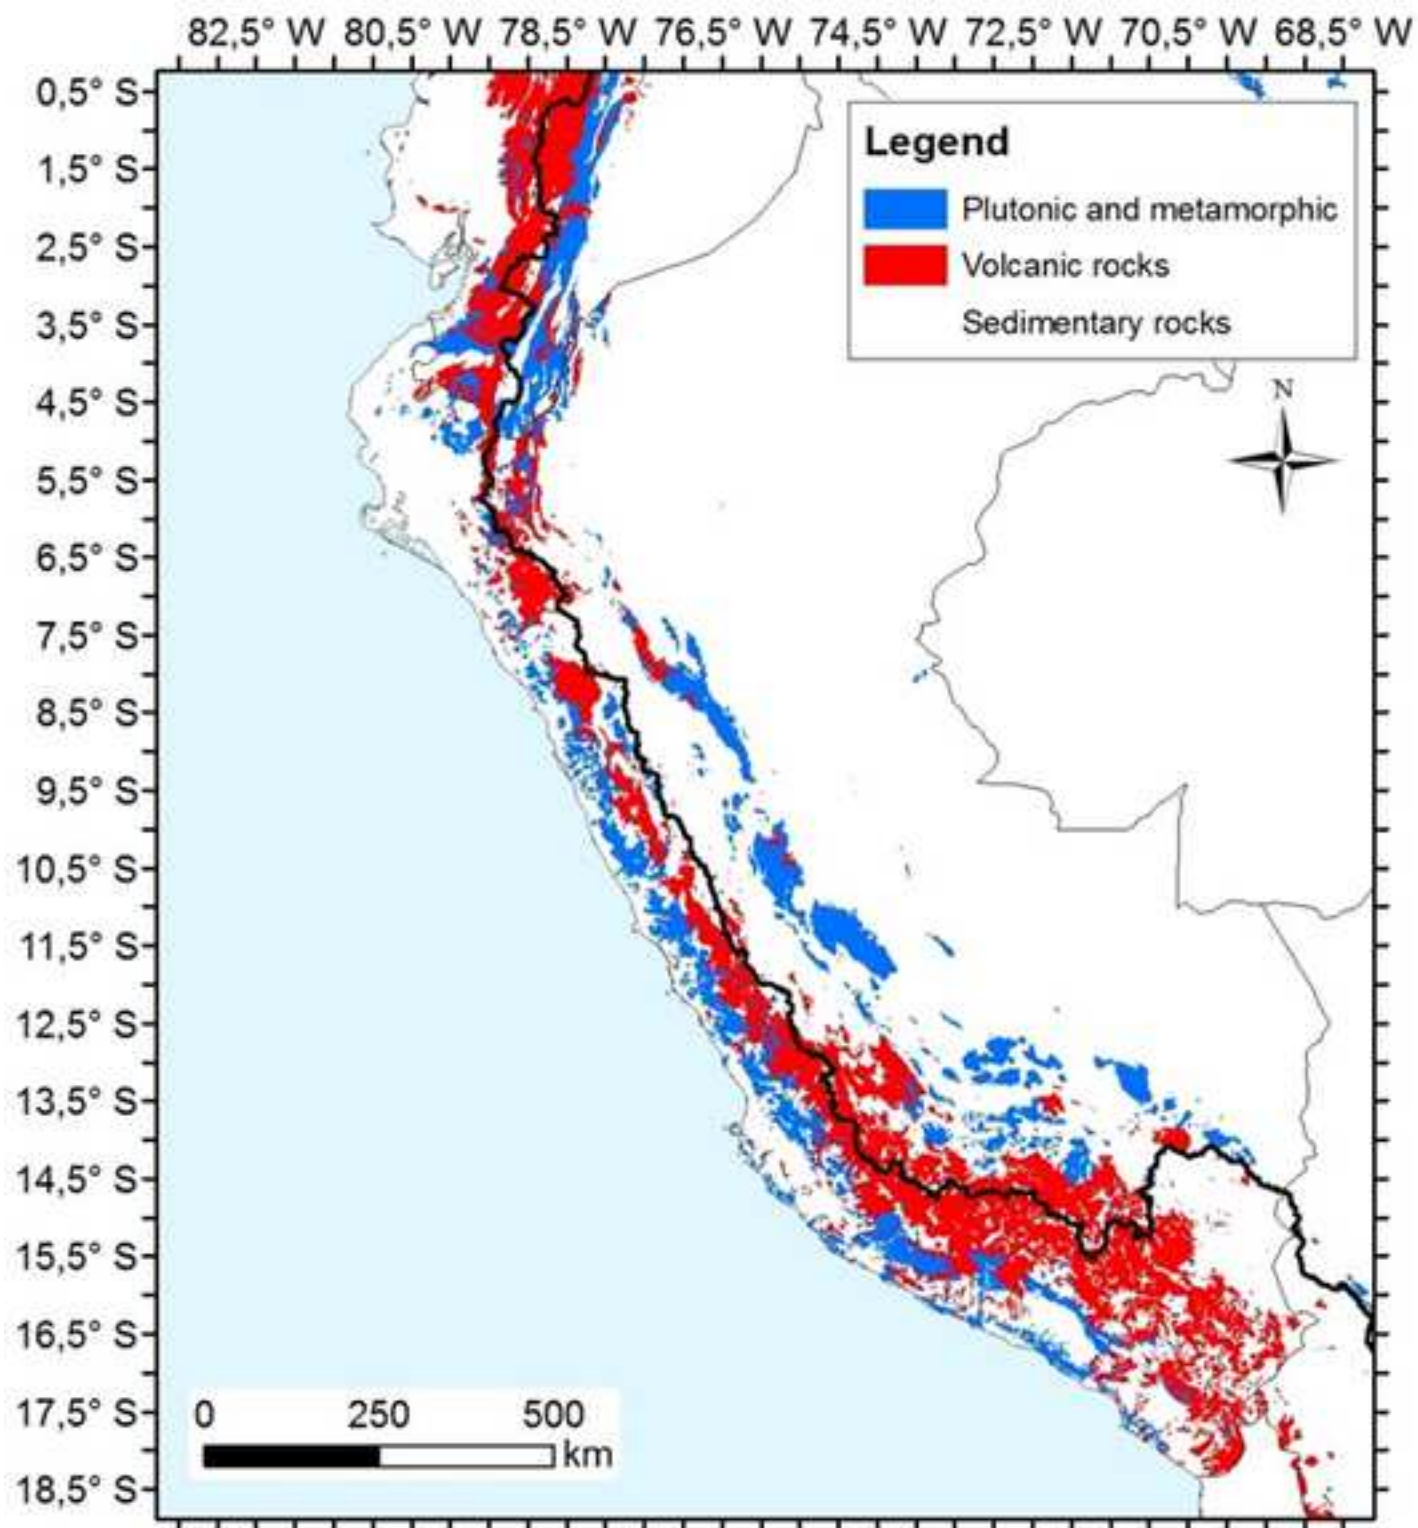 82,5° W 80,5° W 78,5° W 76,5° W 74,5° W 72,5° W 70,5° W 68,5° W
0,5° S
1,5° S
2,5° S
3,5° S
4,5° S
5,5° S
6,5° S
7,5° S
8,5° S
9,5° S
10,5° S
11,5° S
12,5° S
13,5° S
14,5° S
15,5° S
16,5° S
17,5° S
18,5° S
Legend
Plutonic and metamorphic
Volcanic rocks
Sedimentary rocks
N
0 250 500
km